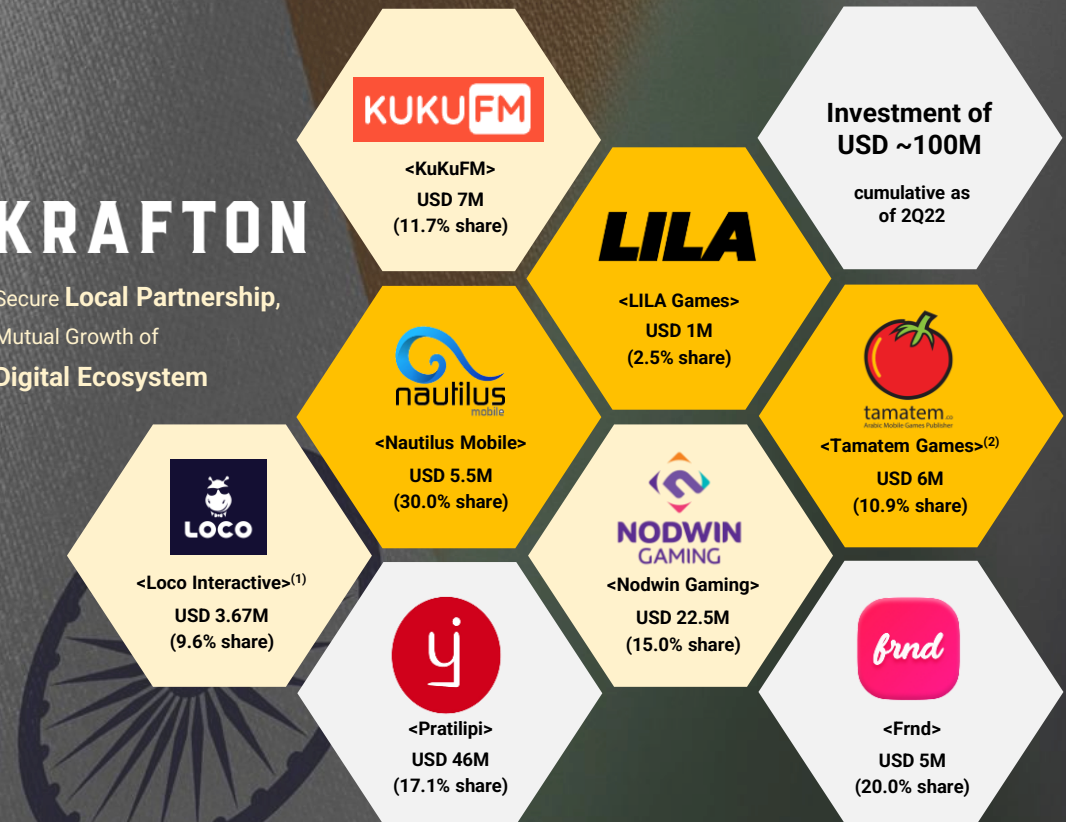 KRAFTON
Secure Local Partnership,
Mutual Growth of
Digital Ecosystem
KUKU FM
<KuKuFM>
USD 7M
(11.7% share)
Investment of
USD ~100M
cumulative as
of 2Q22
LILA
<LILA Games>
USD 1M
(2.5% share)
nautilus
mobile
<Nautilus Mobile>
USD 5.5M
(30.0% share)
tamatem.co
Arabic Mobile Games Publisher
<Tamatem Games>(2)
USD 6M
(10.9% share)
LOCO
<Loco Interactive>(1)
USD 3.67M
(9.6% share)
NODWIN
GAMING
<Nodwin Gaming>
USD 22.5M
(15.0% share)
<Pratilipi>
USD 46M
(17.1% share)
frnd
<Frnd>
USD 5M
(20.0% share)